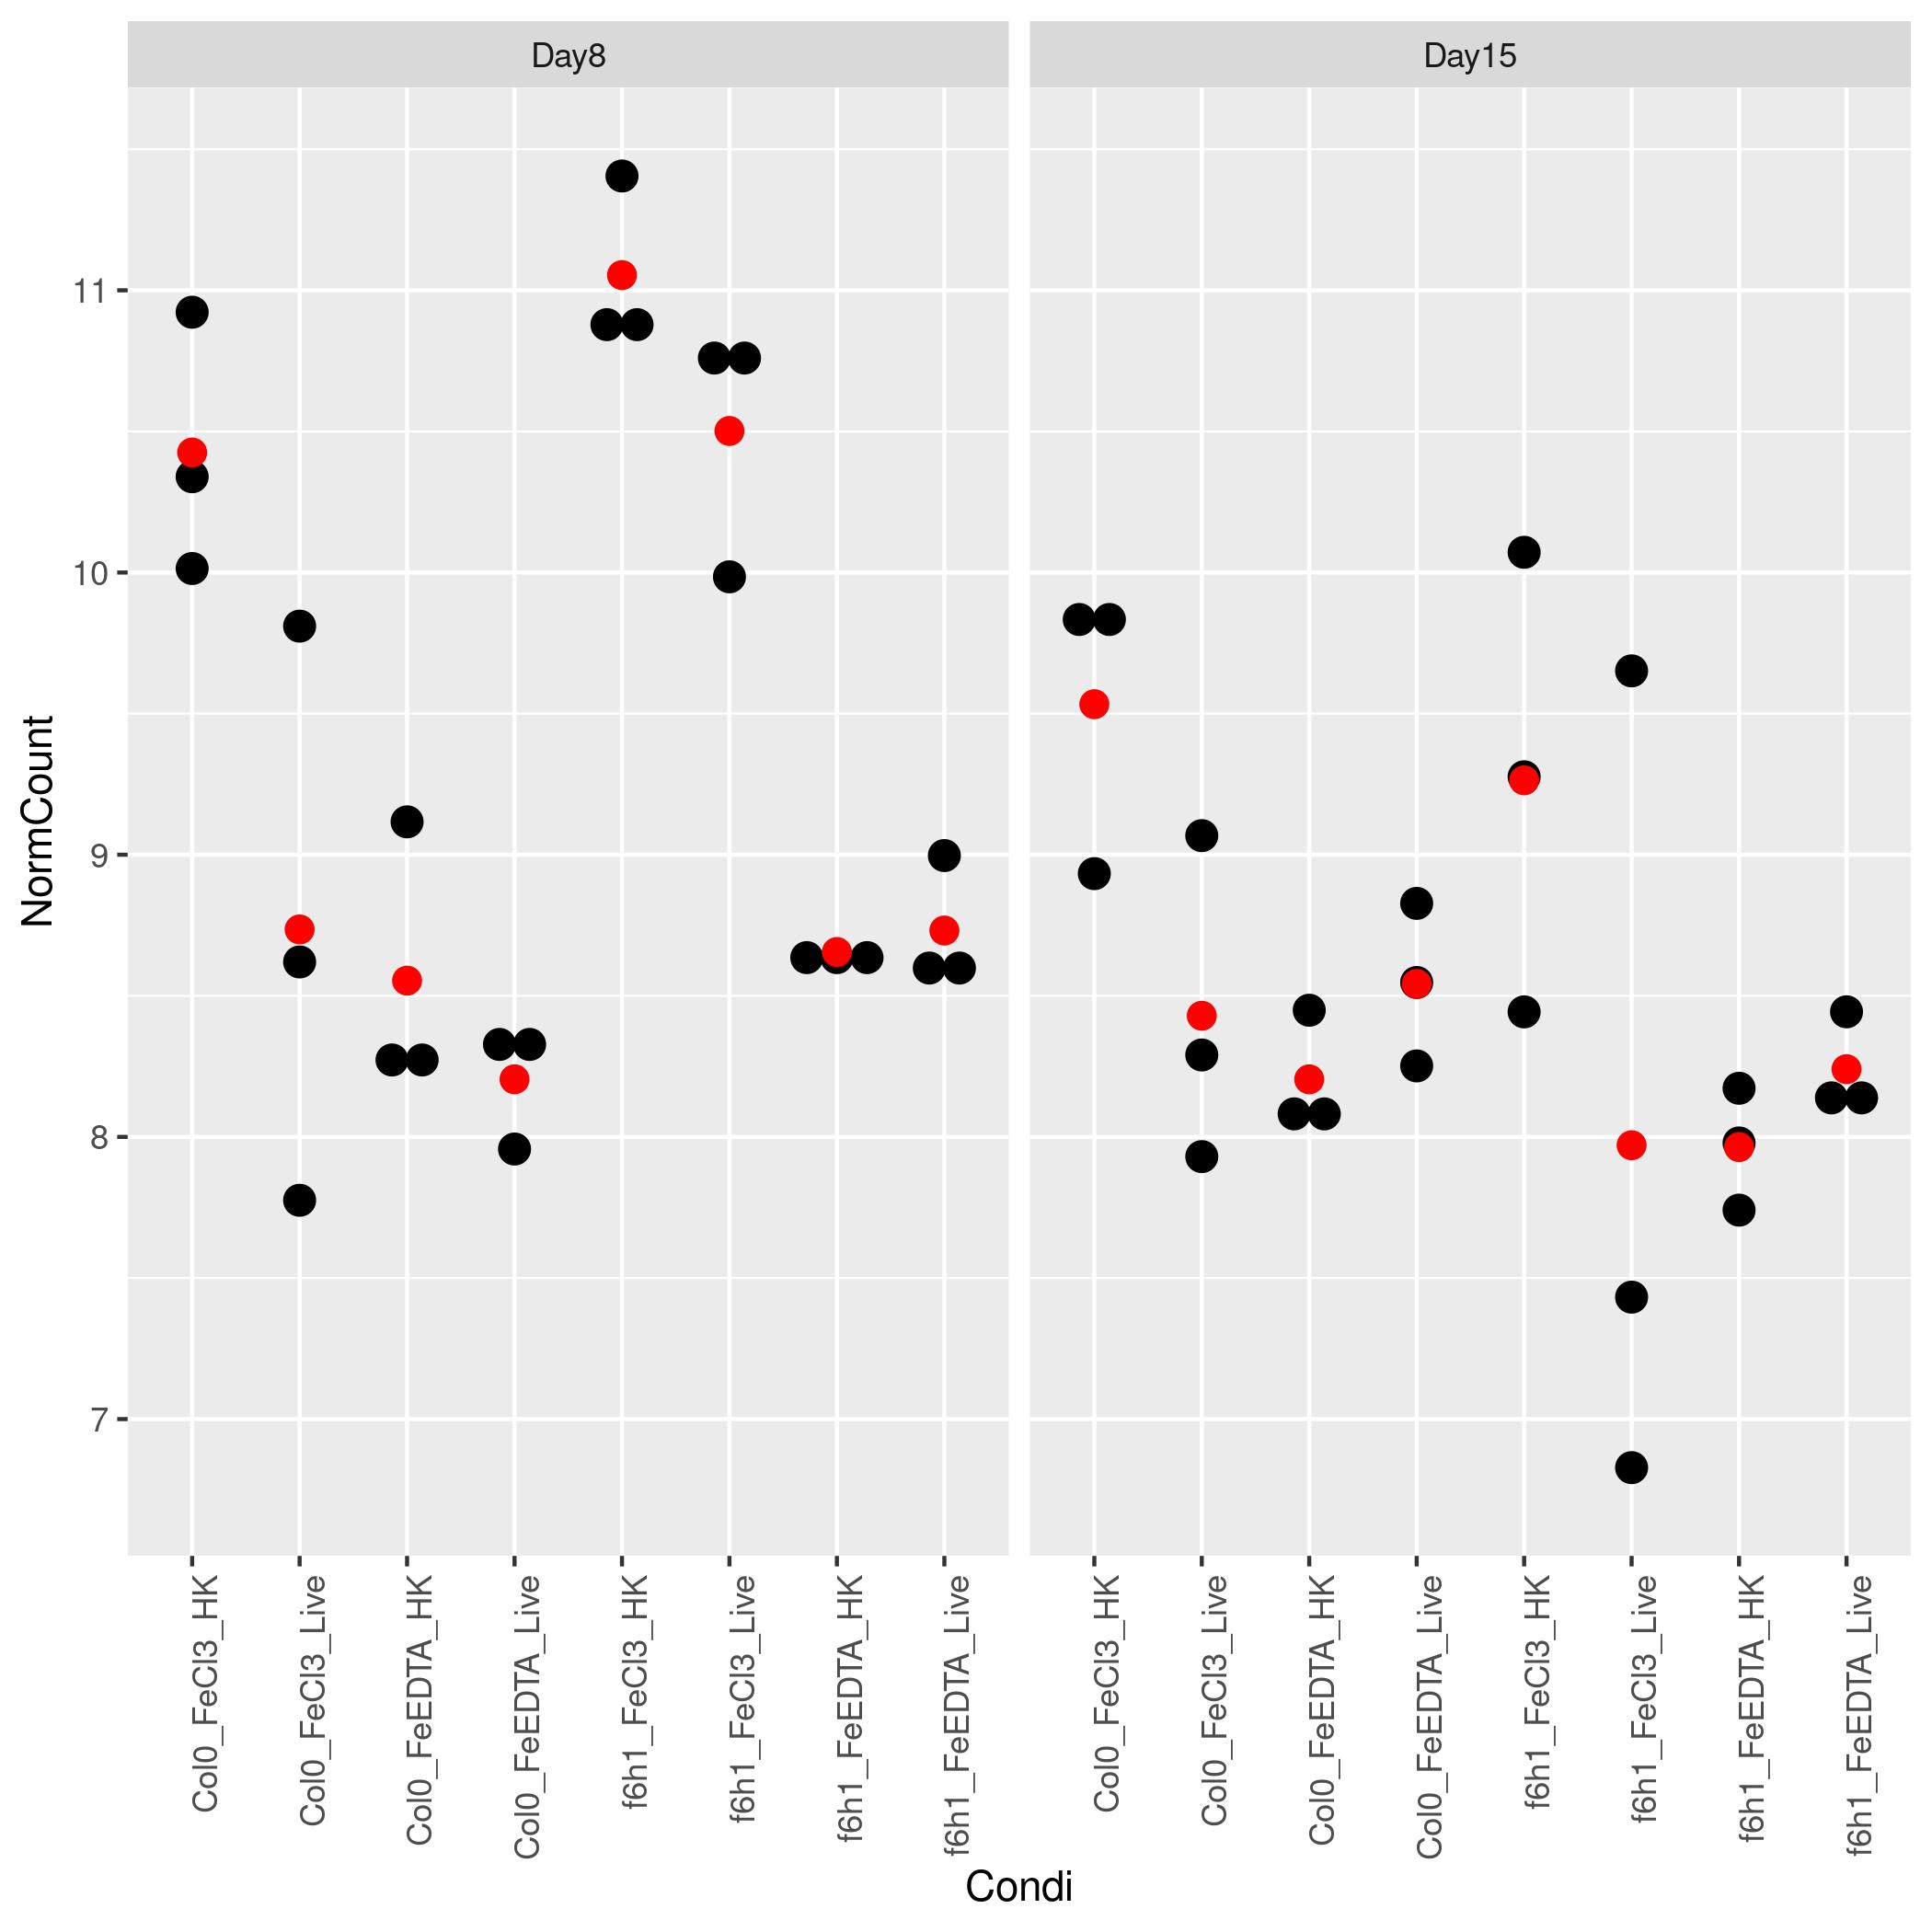 Day8
Day15
11
10
9
8
7
NormCount
Col0_FeCl3_HK
Col0_FeCl3_Live
Col0_FeEDTA_HK
Col0_FeEDTA_Live
f6h1_FeCl3_HK
f6h1_FeCl3_Live
f6h1_FeEDTA_HK
f6h1_FeEDTA_Live
Col0_FeCl3_HK
Col0_FeCl3_Live
Col0_FeEDTA_HK
Col0_FeEDTA_Live
f6h1_FeCl3_HK
f6h1_FeCl3_Live
f6h1_FeEDTA_HK
f6h1_FeEDTA_Live
Condi